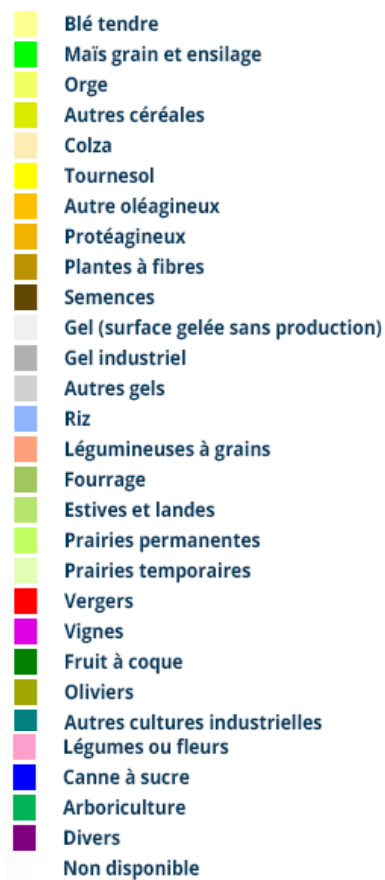 Blé tendre
Maïs grain et ensilage
Orge
Autres céréales
Colza
Tournesol
Autre oléagineux
Protéagineux
Plantes à fibres
Semences
Gel (surface gelée sans production)
Gel industriel
Autres gels
Riz
Légumineuses à grains
Fourrage
Estives et landes
Prairies permanentes
Prairies temporaires
Vergers
Vignes
Fruit à coque
Oliviers
Autres cultures industrielles
Légumes ou fleurs
Canne à sucre
Arboriculture
Divers
Non disponible